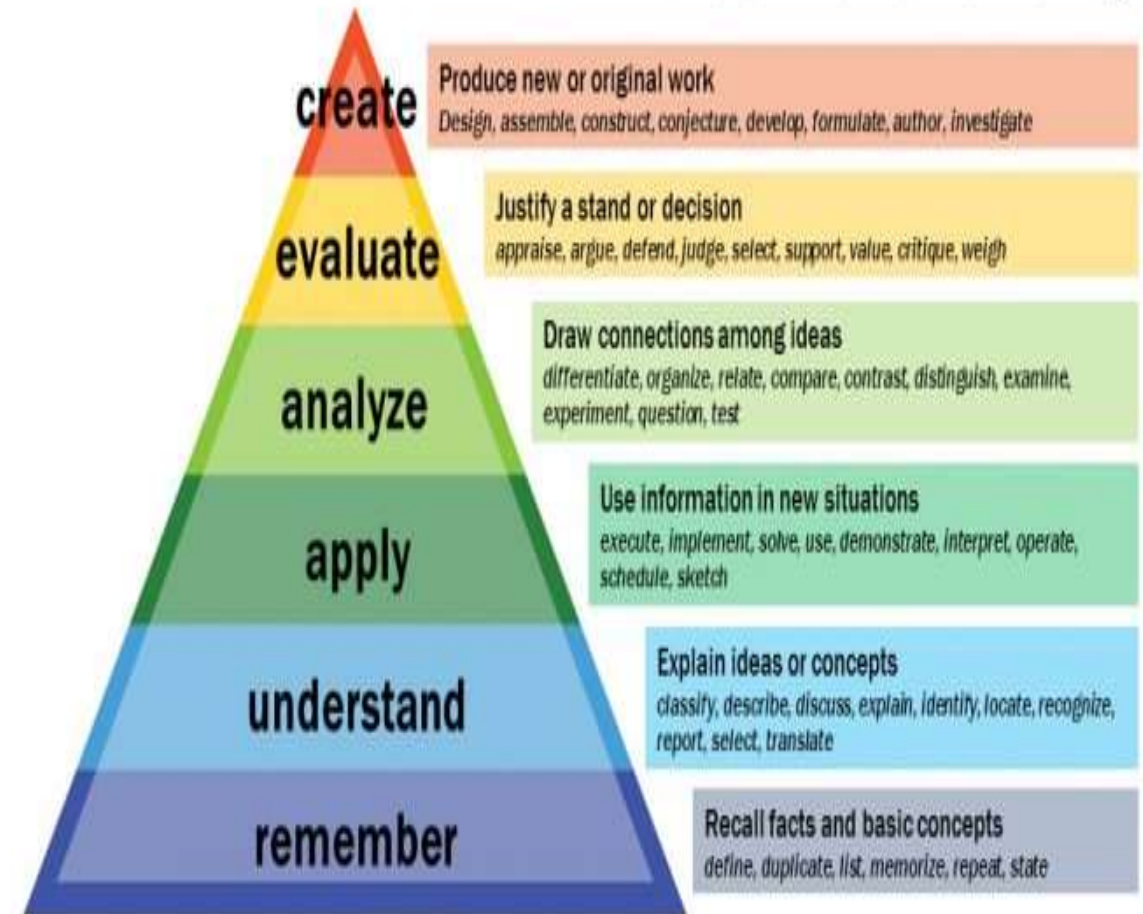 create
Produce new or original work
Design, assemble, construct, conjecture, develop, formulate, author, investigate
evaluate
Justify a stand or decision
appraise, argue, defend, judge, select, support, value, critique, weigh
analyze
Draw connections among ideas
differentiate, organize, relate, compare, contrast, distinguish, examine,
experiment, question, test
apply
Use information in new situations
execute, implement, solve, use, demonstrate, interpret, operate,
schedule, sketch
understand
Explain ideas or concepts
classify, describe, discuss, explain, identify, locate, recognize,
report, select, translate
remember
Recall facts and basic concepts
define, duplicate, list, memorize, repeat, state